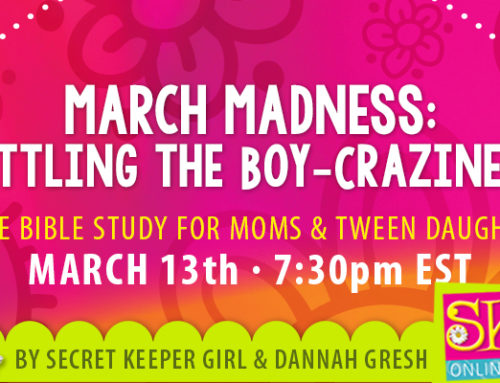 MARCH MADNESS:
TTLING THE BOY-CRAZINE
E BIBLE STUDY FOR MOMS & TWEEN DAUGH
MARCH 13th • 7:30pm EST
BY SECRET KEEPER GIRL & DANNAH GRESH
SK
ONLIN